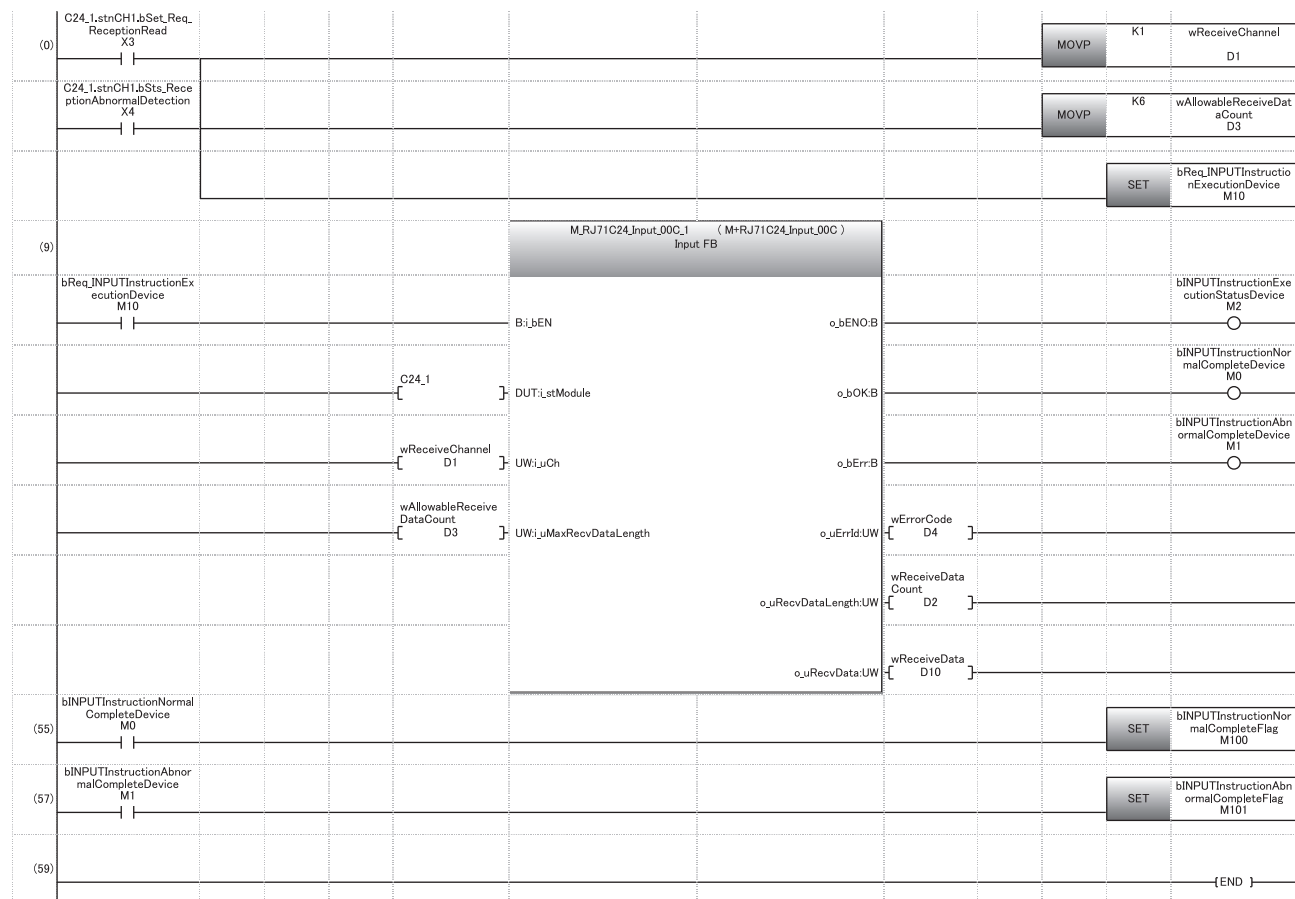 C24_1.stnCH1.bSet_Req_
ReceptionRead
X3
(0)
MOVP
K1
wReceiveChannel
D1
C24_1.stnCH1.bSts_Rece
ptionAbnormalDetection
X4
MOVP
K6
wAllowableReceiveDat
aCount
D3
SET
bReq_INPUTInstructio
nExecutionDevice
M10
(9)
M_RJ71C24_Input_00C_1 ( M+RJ71C24_Input_00C )
Input FB
bReq_INPUTInstructionEx
ecutionDevice
M10
B:i_bEN
o_bENO:B
bINPUTInstructionExe
cutionStatusDevice
M2
C24_1
DUT:i_stModule
o_bOK:B
bINPUTInstructionNor
malCompleteDevice
M0
wReceiveChannel
D1
UW:i_uCh
o_bErr:B
bINPUTInstructionAbn
ormalCompleteDevice
M1
wAllowableReceive
DataCount
D3
UW:i_uMaxRecvDataLength
o_uErrId:UW
wErrorCode
D4
o_uRecvDataLength:UW
wReceiveData
Count
D2
o_uRecvData:UW
wReceiveData
D10
bINPUTInstructionNormal
CompleteDevice
M0
(55)
SET
bINPUTInstructionNor
malCompleteFlag
M100
bINPUTInstructionAbnor
malCompleteDevice
M1
(57)
SET
bINPUTInstructionAbn
ormalCompleteFlag
M101
(59)
[END ]